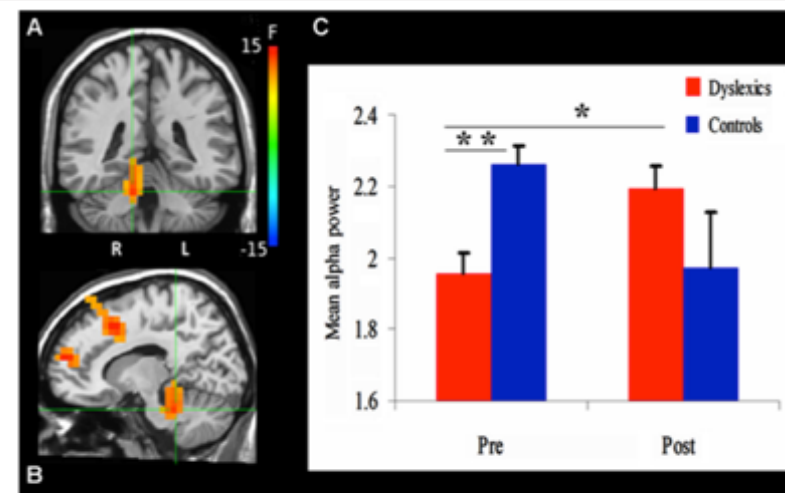 A
F
15
-15
R L
B
C
Dyslexics
Controls
*
**
Mean alpha power
2.4
2.2
2
1.8
1.6
Pre Post